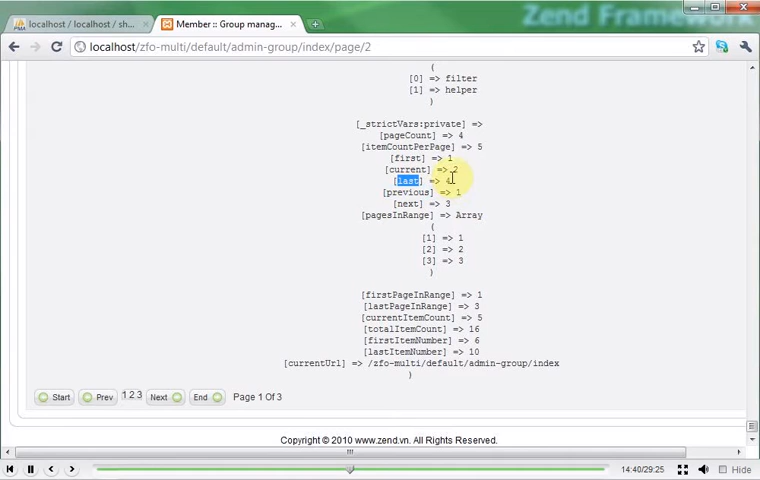 Zend Framework
localhost / localhost / sh...
Member :: Group manag...
localhost/zfo-multi/default/admin-group/index/page/2
(
[0] => filter
[1] => helper
)
[_strictVars:private] =>
[pageCount] => 4
[itemCountPerPage] => 5
[first] => 1
[current] => 2
[last] => 4
[previous] => 1
[next] => 3
[pagesInRange] => Array
(
[1] => 1
[2] => 2
[3] => 3
)
[firstPageInRange] => 1
[lastPageInRange] => 3
[currentItemCount] => 5
[totalItemCount] => 16
[firstItemNumber] => 6
[lastItemNumber] => 10
[currentUrl] => /zfo-multi/default/admin-group/index
)
Start Prev 1 2 3 Next End Page 1 Of 3
Copyright © 2010 www.zend.vn. All Rights Reserved.
14:40/29:25 Hide